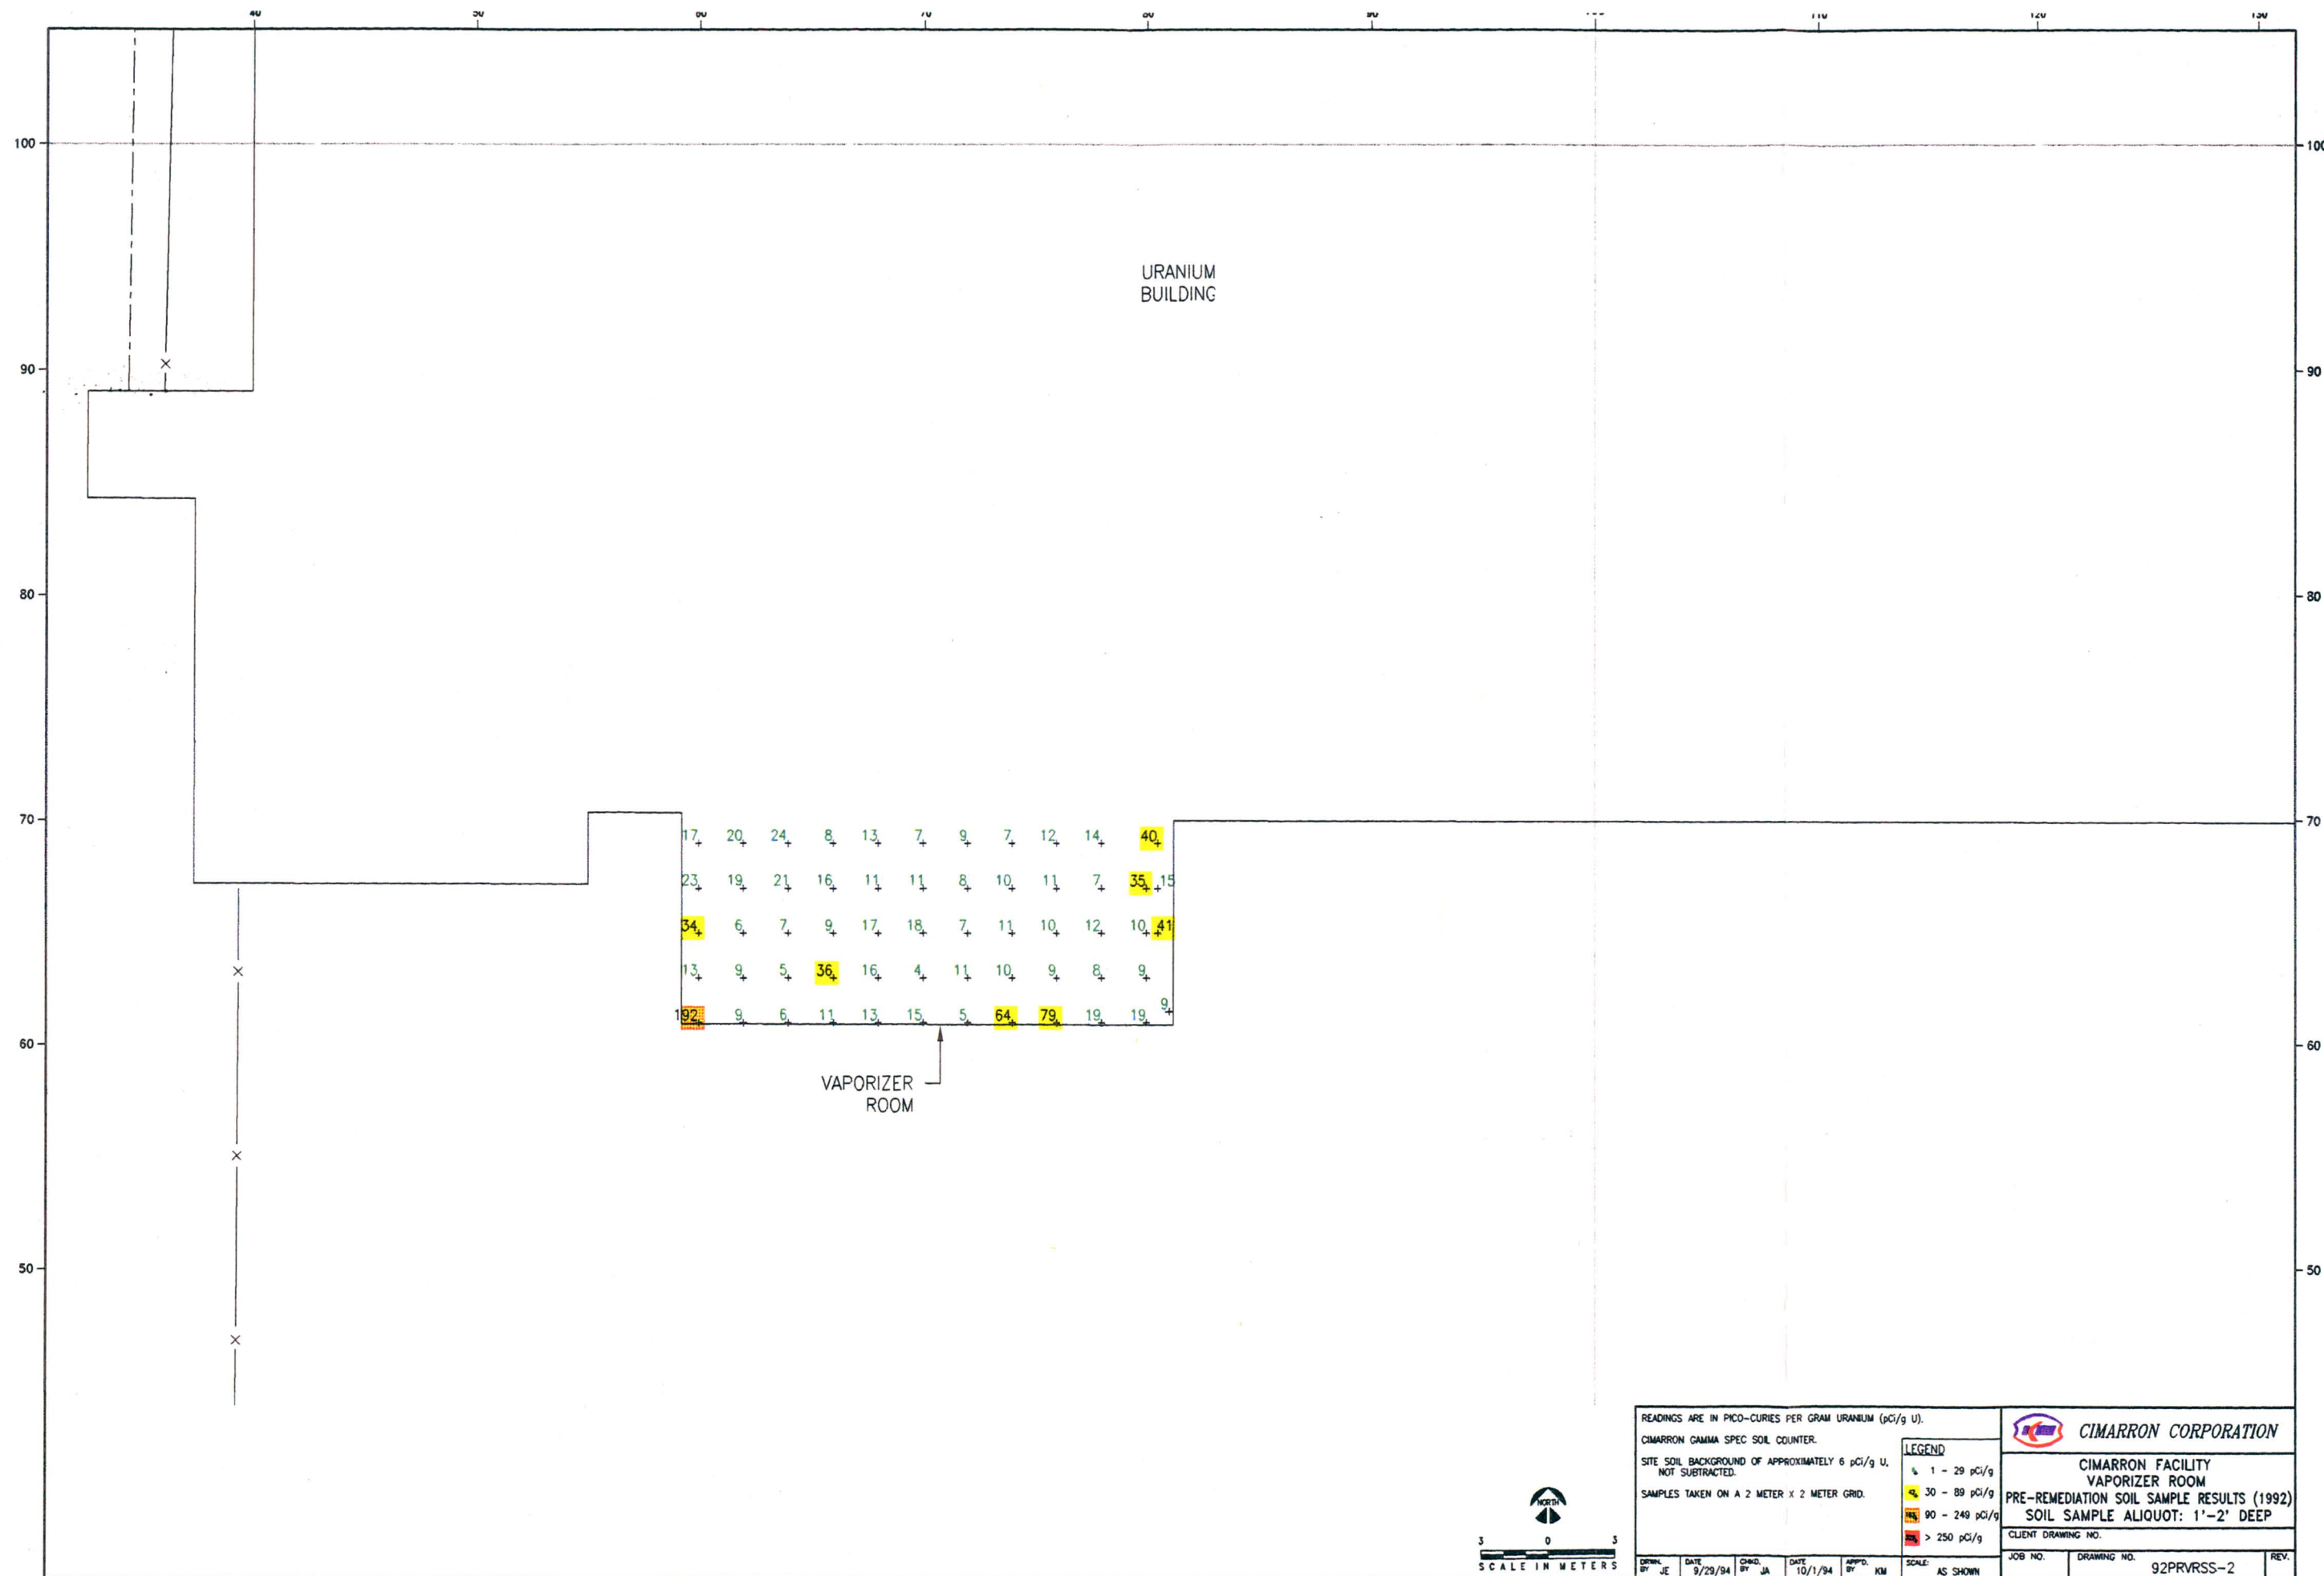 40 50 60 70 80 90 110 120 130
100 100
URANIUM
BUILDING
90 90
80 80
70 70
17 20 24 8 13 7 9 7 12 14 40
23 19 21 16 11 11 8 10 11 7 35 15
34 6 7 9 17 18 7 11 10 12 10 41
13 9 5 36 16 4 11 10 9 8 9
192 9 6 11 13 15 5 64 79 19 19 9
60 60
VAPORIZER
ROOM
50 50
NORTH
3 0 3
SCALE IN METERS
READINGS ARE IN PICO-CURIES PER GRAM URANIUM (pCi/g U).
CIMARRON GAMMA SPEC SOIL COUNTER.
SITE SOIL BACKGROUND OF APPROXIMATELY 6 pCi/g U,
NOT SUBTRACTED.
SAMPLES TAKEN ON A 2 METER X 2 METER GRID.
LEGEND
1 - 29 pCi/g
30 - 89 pCi/g
90 - 249 pCi/g
> 250 pCi/g
CIMARRON CORPORATION
CIMARRON FACILITY
VAPORIZER ROOM
PRE-REMEDIATION SOIL SAMPLE RESULTS (1992)
SOIL SAMPLE ALIQUOT: 1'-2' DEEP
CLIENT DRAWING NO.
DRWN. BY JE DATE 9/29/94 CHKD. BY JA DATE 10/1/94 APP'D. BY KM SCALE: AS SHOWN
JOB NO. DRAWING NO. 92PRVRSS-2 REV.